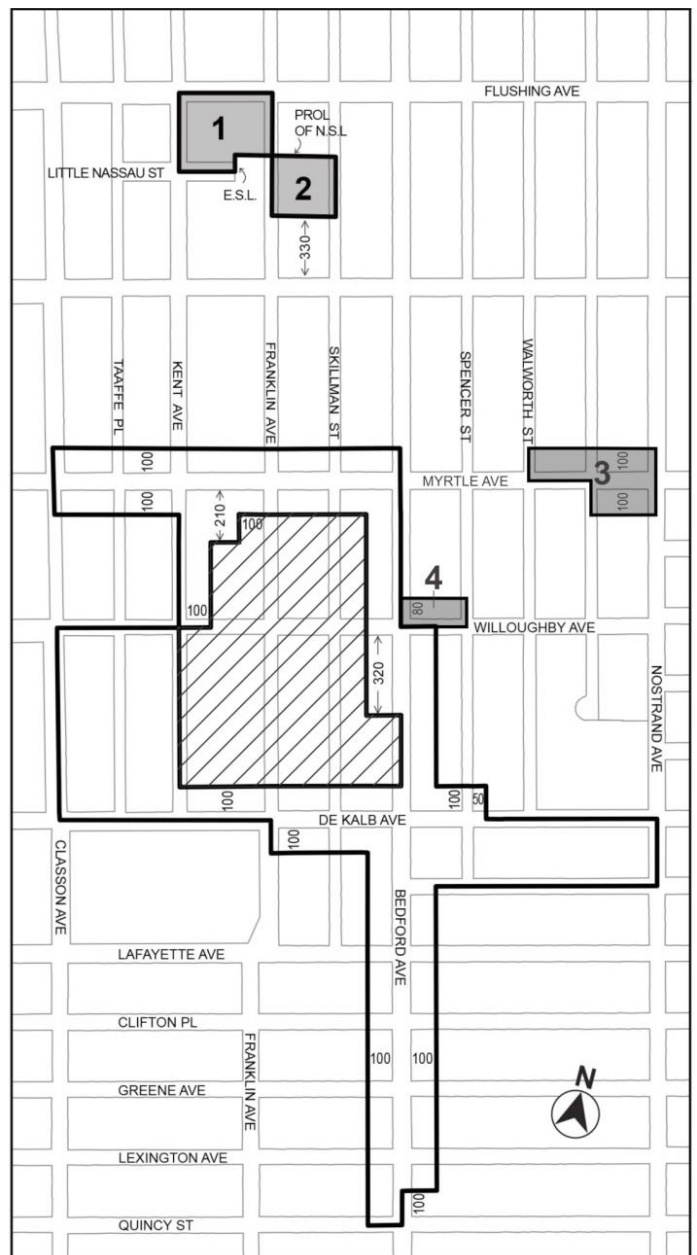 FLUSHING AVE
1
PROL
OF N.S.L
LITTLE NASSAU ST
E.S.L.
2
330
TAAFFE PL
KENT AVE
FRANKLIN AVE
SKILLMAN ST
SPENCER ST
WALWORTH ST
100
100
MYRTLE AVE
3
100
100
210
100
4
80
100
WILLOUGHBY AVE
320
NOSTRAND AVE
100
100
50
DE KALB AVE
100
CLASSON AVE
BEDFORD AVE
LAFAYETTE AVE
CLIFTON PL
FRANKLIN AVE
100
100
GREENE AVE
N
LEXINGTON AVE
100
QUINCY ST